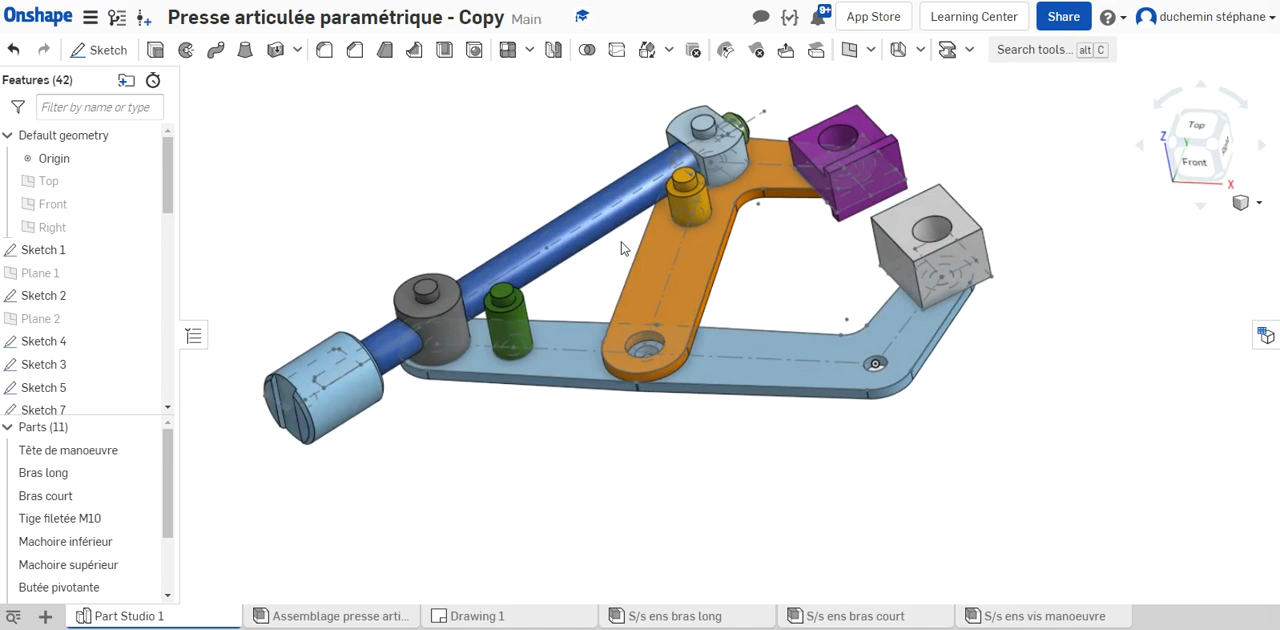 Onshape
Presse articulée paramétrique - Copy Main
9+
App Store
Learning Center
Share
duchemin stéphane
Sketch
Search tools... alt C
Features (42)
Filter by name or type
Default geometry
Origin
Top
Front
Right
Sketch 1
Plane 1
Sketch 2
Plane 2
Sketch 4
Sketch 3
Sketch 5
Sketch 7
Parts (11)
Tête de manoeuvre
Bras long
Bras court
Tige filetée M10
Machoire inférieur
Machoire supérieur
Butée pivotante
Top
Front
Z
Y
X
Part Studio 1
Assemblage presse arti...
Drawing 1
S/s ens bras long
S/s ens bras court
S/s ens vis manoeuvre